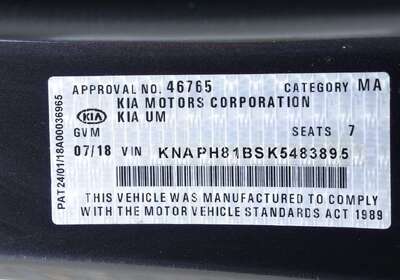 APPROVAL NO. 46765 CATEGORY MA
KIA KIA MOTORS CORPORATION
KIA UM
GVM SEATS 7
07/18 VIN KNAPH81BSK5483895
THIS VEHICLE WAS MANUFACTURED TO COMPLY
WITH THE MOTOR VEHICLE STANDARDS ACT 1989
PAT 24/01/18A00036965